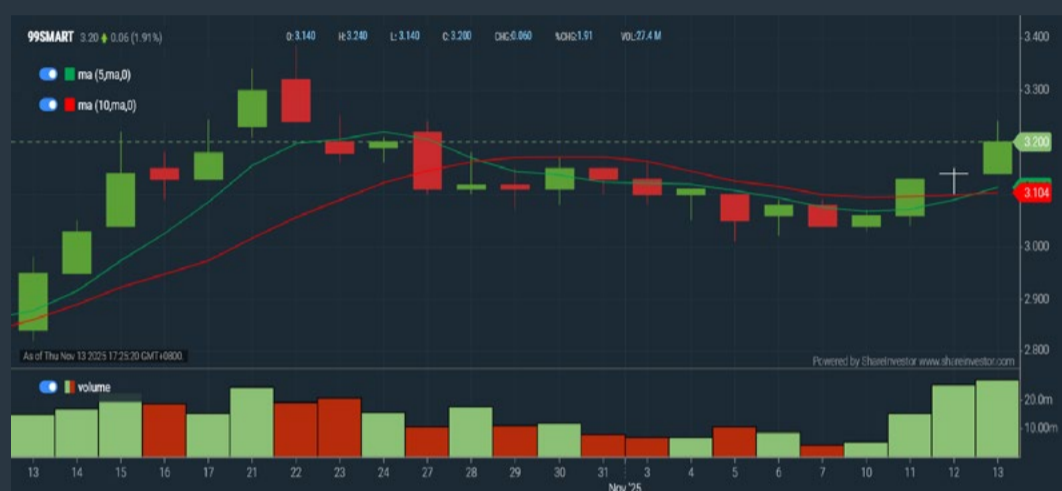 99SMART 3.20 0.06 (1.91%) O:3.140 H:3.240 L:3.140 C:3.200 CHG:0.060 %CHG:1.91 VOL:27.4 M
ma (5,ma,0)
ma (10,ma,0)
3.400
3.300
3.200
3.104
3.000
2.900
2.800
As of Thu Nov 13 2025 17:25:20 GMT+0800
Powered by ShareInvestor www.shareinvestor.com
volume
20.0m
10.00m
13 14 15 16 17 21 22 23 24 27 28 29 30 31 3 4 5 6 7 10 11 12 13
Nov '25